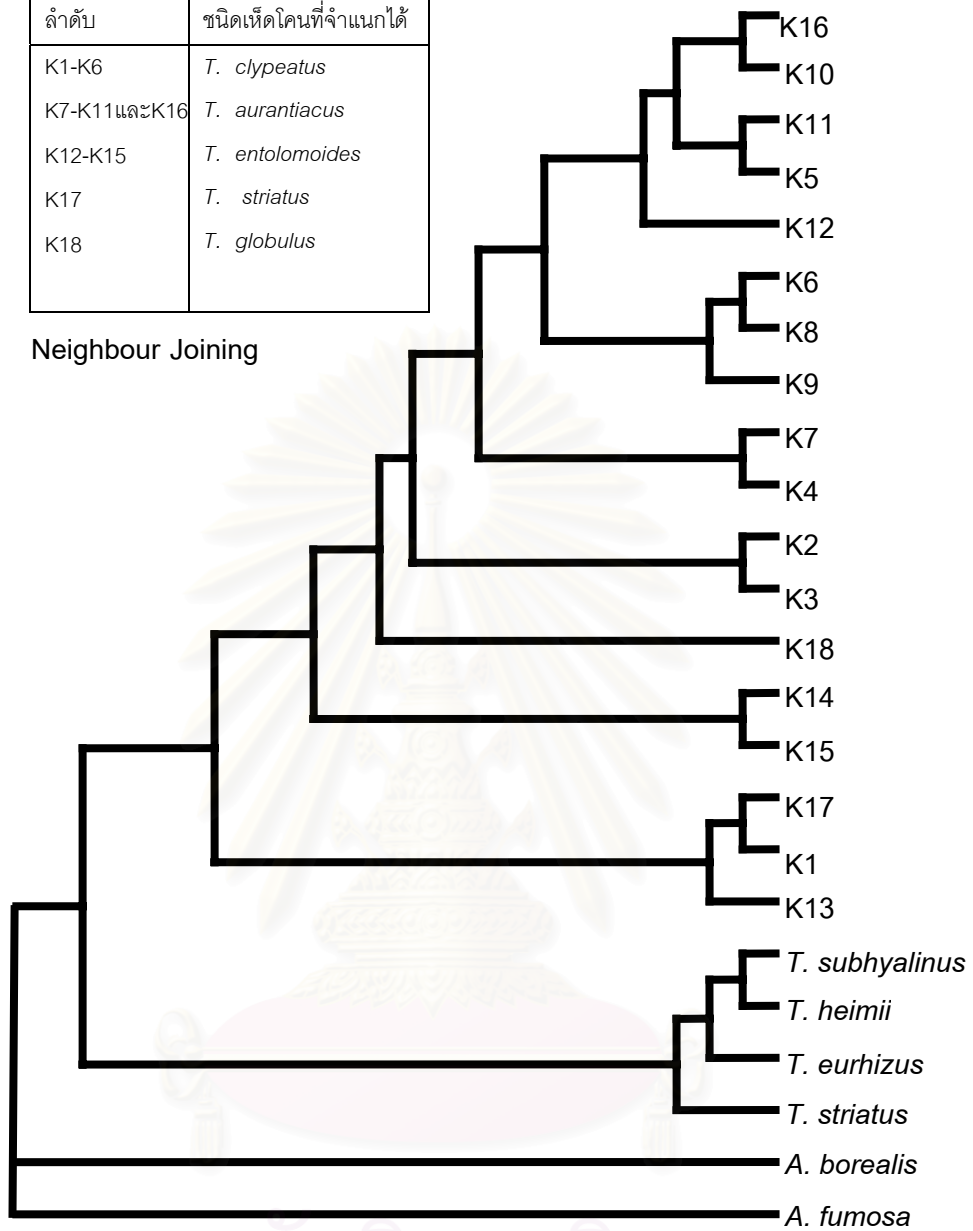 ลำดับ ชนิดเห็ดโคนที่จำแนกได้
K1-K6 T. clypeatus
K7-K11และK16 T. aurantiacus
K12-K15 T. entolomoides
K17 T. striatus
K18 T. globulus
Neighbour Joining
K16
K10
K11
K5
K12
K6
K8
K9
K7
K4
K2
K3
K18
K14
K15
K17
K1
K13
T. subhyalinus
T. heimii
T. eurhizus
T. striatus
A. borealis
A. fumosa